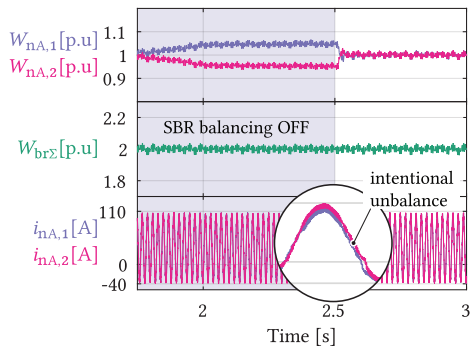 W_nA,1[p.u]
W_nA,2[p.u]
1.1
1
0.9
SBR balancing OFF
W_brΣ[p.u]
2.2
2
1.8
intentional
unbalance
i_nA,1[A]
i_nA,2[A]
110
0
-40
2
2.5
3
Time [s]